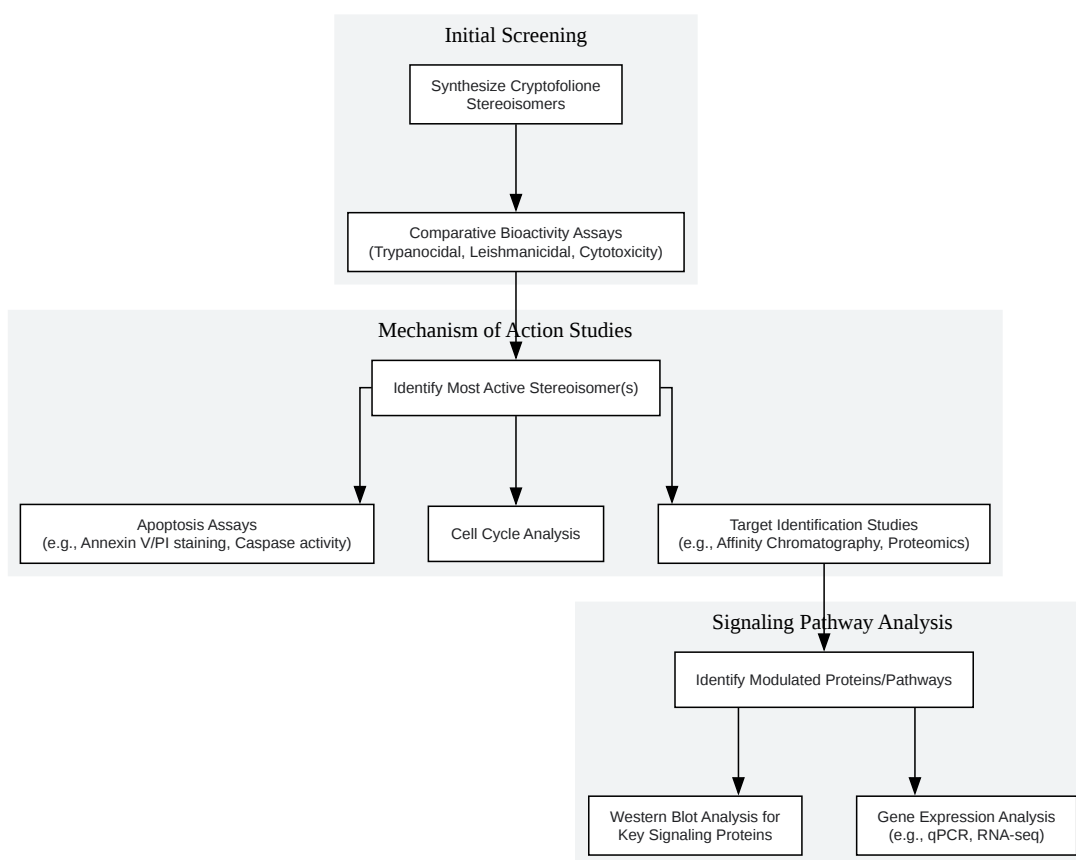 Initial Screening
Synthesize Cryptofolione
Stereoisomers
Comparative Bioactivity Assays
(Trypanocidal, Leishmanicidal, Cytotoxicity)
Mechanism of Action Studies
Identify Most Active Stereoisomer(s)
Apoptosis Assays
(e.g., Annexin V/PI staining, Caspase activity)
Cell Cycle Analysis
Target Identification Studies
(e.g., Affinity Chromatography, Proteomics)
Signaling Pathway Analysis
Identify Modulated Proteins/Pathways
Western Blot Analysis for
Key Signaling Proteins
Gene Expression Analysis
(e.g., qPCR, RNA-seq)